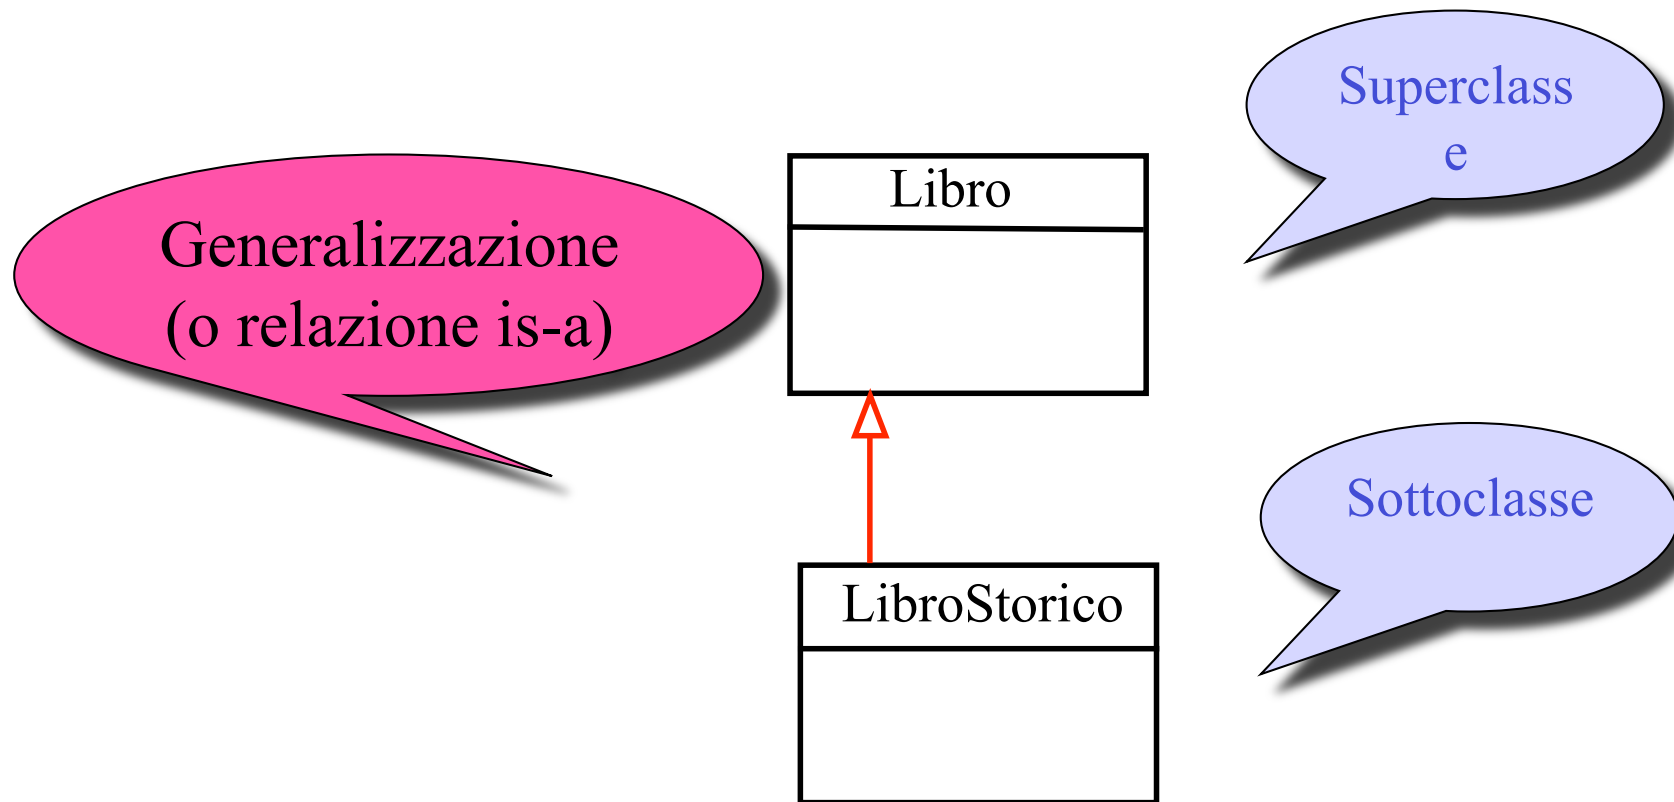 Superclass
e
Libro
Generalizzazione
(o relazione is-a)
Sottoclasse
LibroStorico